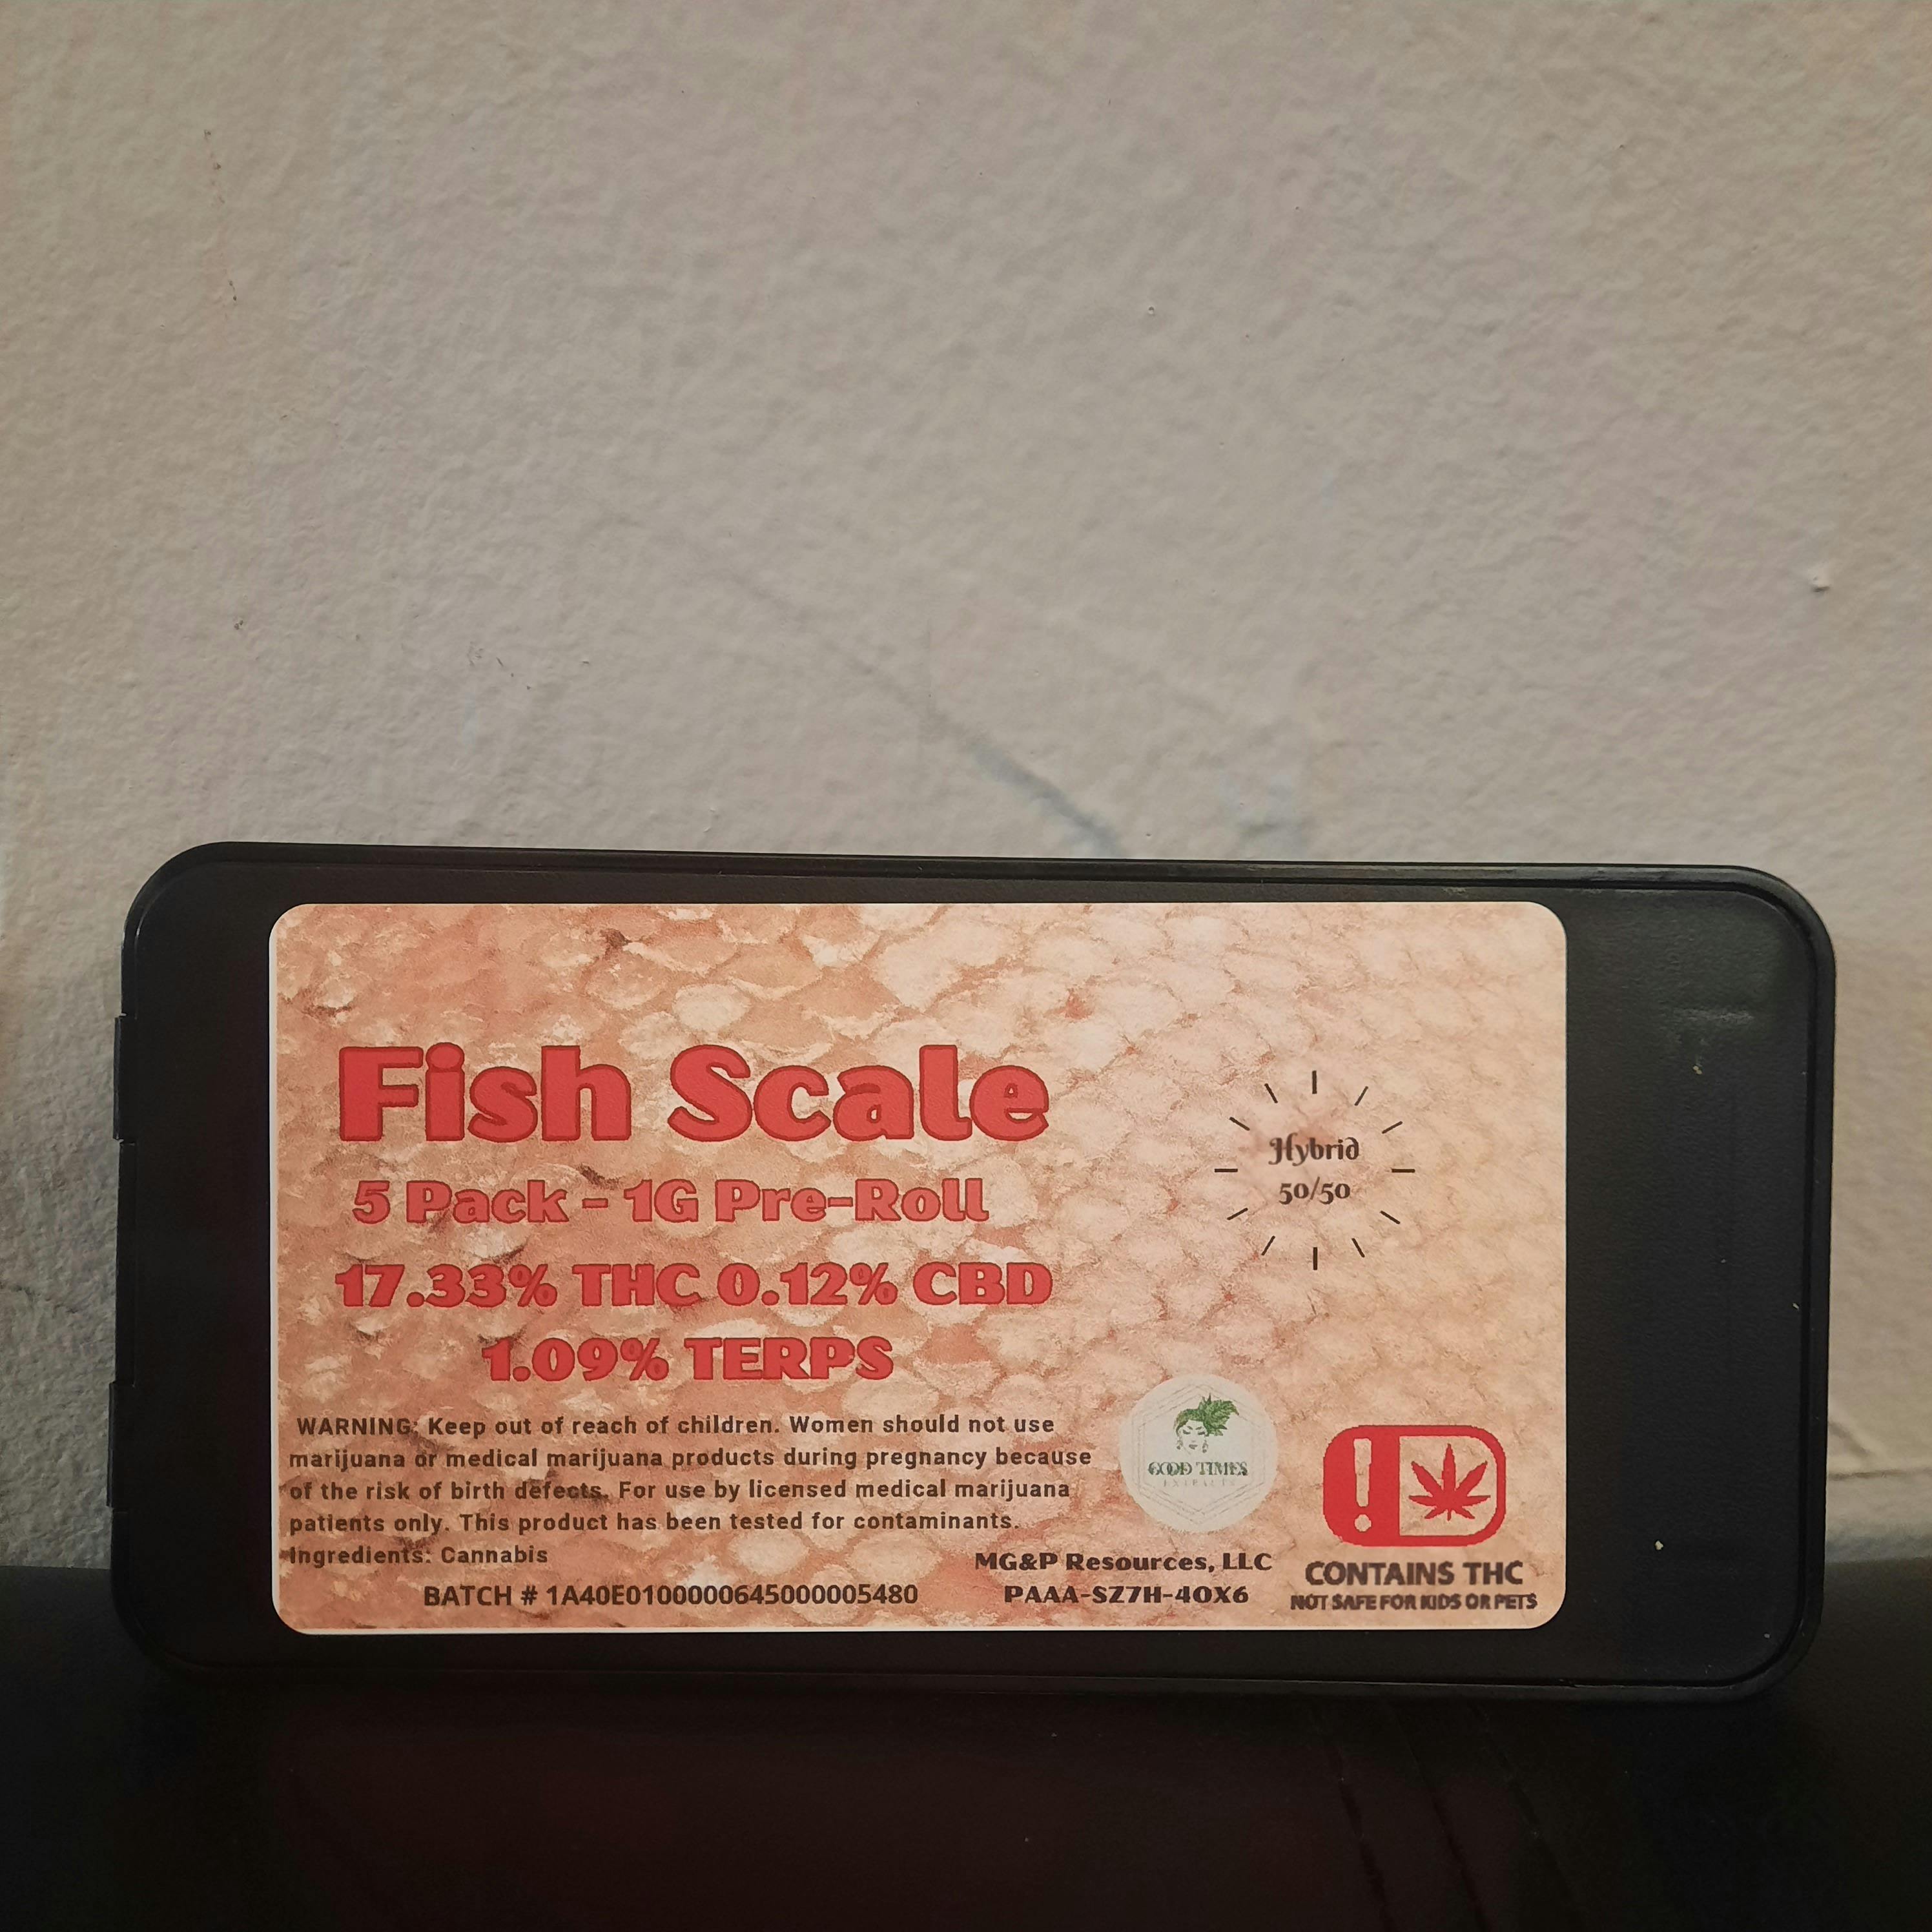 Fish Scale
5 Pack - 1G Pre-Roll
17.33% THC 0.12% CBD
1.09% TERPS
Hybrid
50/50
WARNING: Keep out of reach of children. Women should not use
marijuana or medical marijuana products during pregnancy because
of the risk of birth defects. For use by licensed medical marijuana
patients only. This product has been tested for contaminants.
Ingredients: Cannabis
BATCH # 1A40E0100000645000005480
GOOD TIMES
EXTRACTS
MG&P Resources, LLC
PAAA-SZ7H-4OX6
!
CONTAINS THC
NOT SAFE FOR KIDS OR PETS